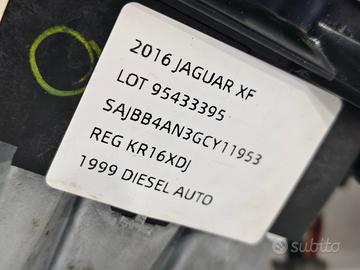 2016 JAGUAR XF
LOT 95433395
SAJBB4AN3GCY11953
REG KR16XDJ
1999 DIESEL AUTO
subito